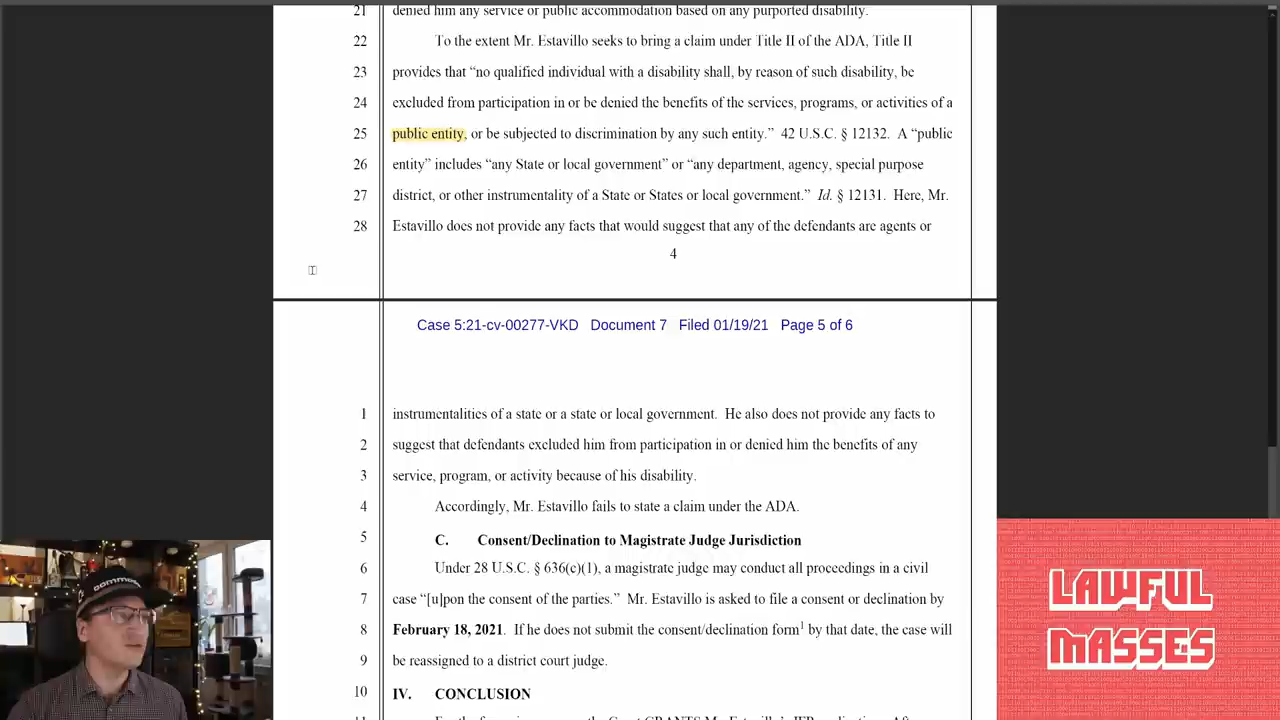 21 denied him any service or public accommodation based on any purported disability.
22 To the extent Mr. Estavillo seeks to bring a claim under Title II of the ADA, Title II
23 provides that “no qualified individual with a disability shall, by reason of such disability, be
24 excluded from participation in or be denied the benefits of the services, programs, or activities of a
25 public entity, or be subjected to discrimination by any such entity.” 42 U.S.C. § 12132. A “public
26 entity” includes “any State or local government” or “any department, agency, special purpose
27 district, or other instrumentality of a State or States or local government.” Id. § 12131. Here, Mr.
28 Estavillo does not provide any facts that would suggest that any of the defendants are agents or
4
Case 5:21-cv-00277-VKD Document 7 Filed 01/19/21 Page 5 of 6
1 instrumentalities of a state or a state or local government. He also does not provide any facts to
2 suggest that defendants excluded him from participation in or denied him the benefits of any
3 service, program, or activity because of his disability.
4 Accordingly, Mr. Estavillo fails to state a claim under the ADA.
5 C. Consent/Declination to Magistrate Judge Jurisdiction
6 Under 28 U.S.C. § 636(c)(1), a magistrate judge may conduct all proceedings in a civil
7 case “[u]pon the consent of the parties.” Mr. Estavillo is asked to file a consent or declination by
8 February 18, 2021. If he does not submit the consent/declination form1 by that date, the case will
9 be reassigned to a district court judge.
10 IV. CONCLUSION
LAWFUL
MASSES